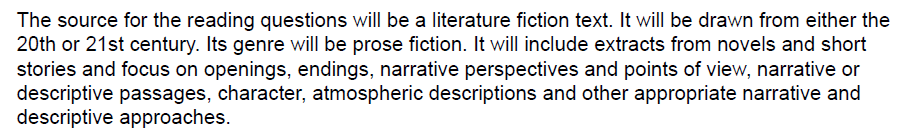 The source for the reading questions will be a literature fiction text. It will be drawn from either the
20th or 21st century. Its genre will be prose fiction. It will include extracts from novels and short
stories and focus on openings, endings, narrative perspectives and points of view, narrative or
descriptive passages, character, atmospheric descriptions and other appropriate narrative and
descriptive approaches.